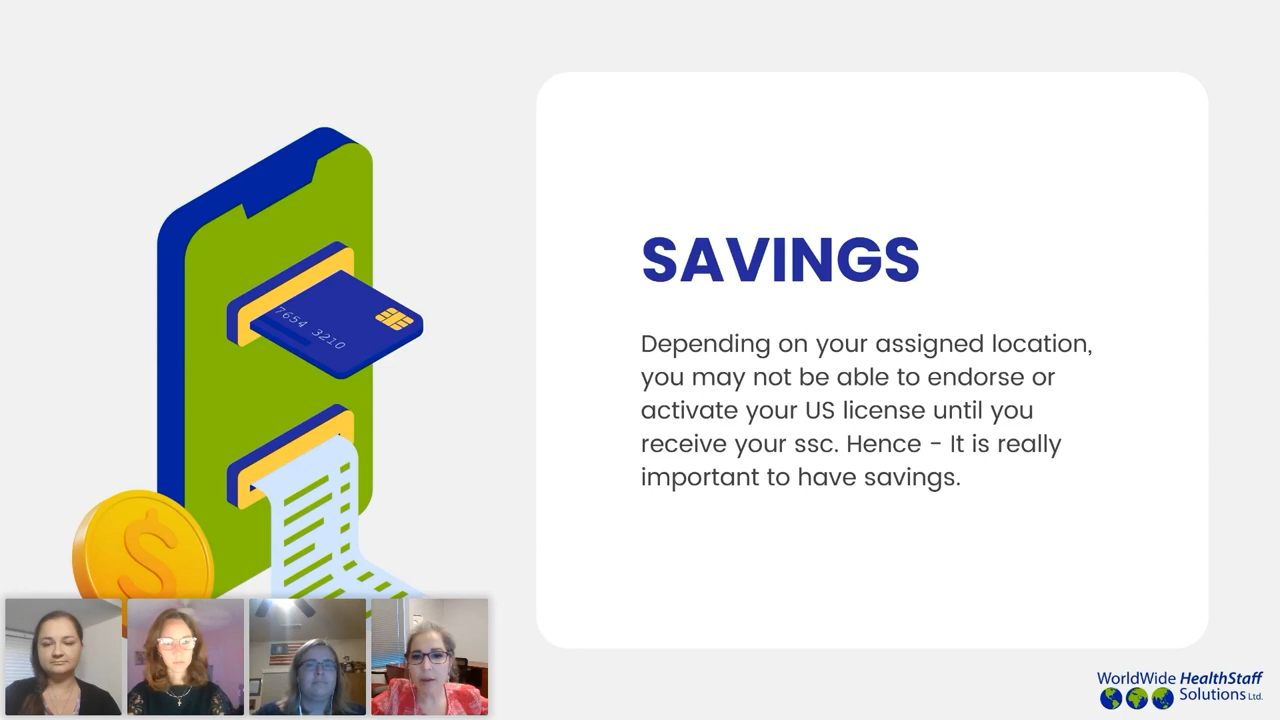 SAVINGS
Depending on your assigned location,
you may not be able to endorse or
activate your US license until you
receive your ssc. Hence - It is really
important to have savings.
7654 3210
$
WorldWide HealthStaff
Solutions Ltd.